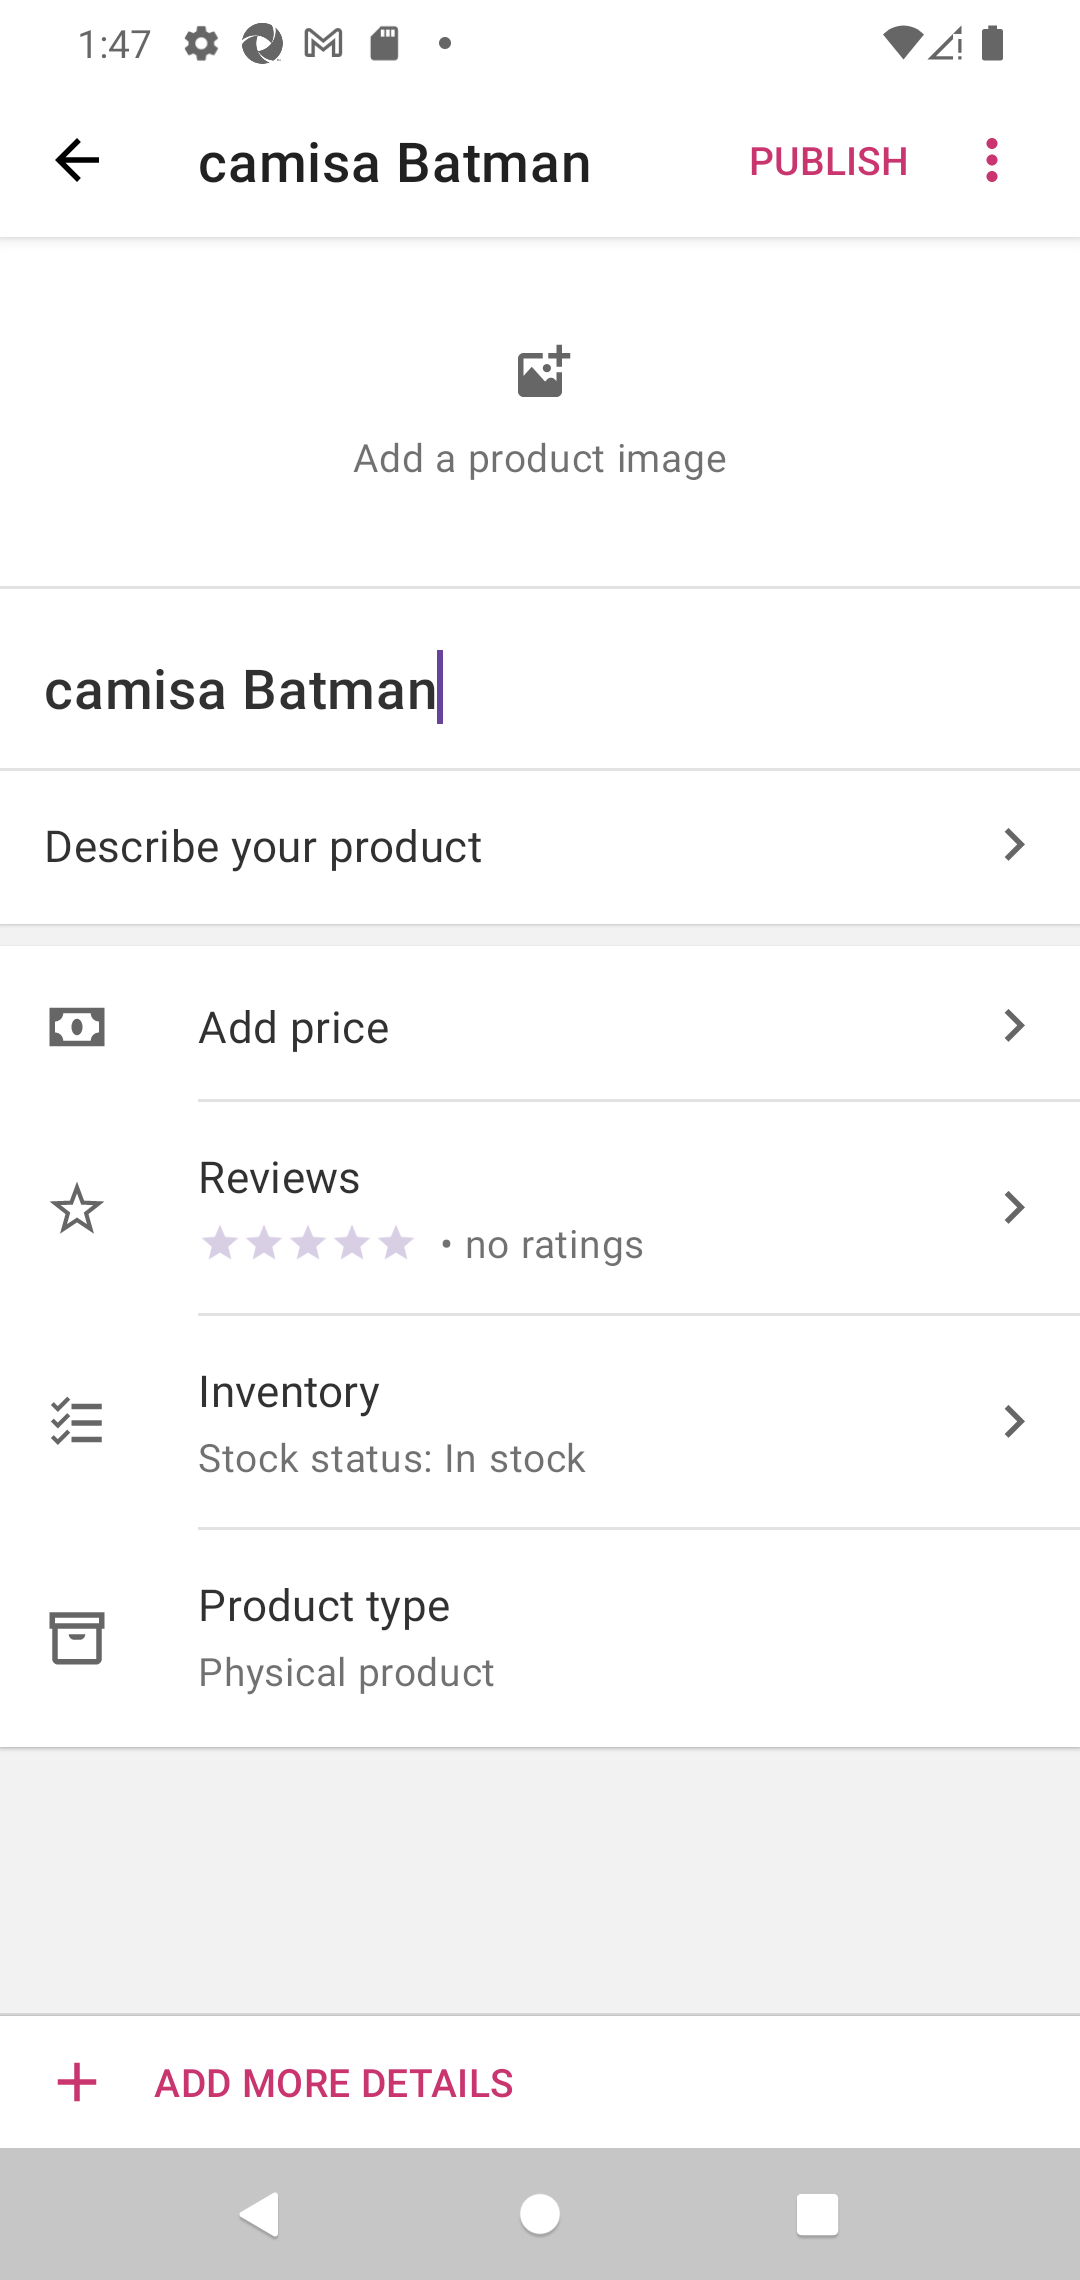 1:47
camisa Batman
PUBLISH
Add a product image
camisa Batman
Describe your product
Add price
Reviews
• no ratings
Inventory
Stock status: In stock
Product type
Physical product
ADD MORE DETAILS